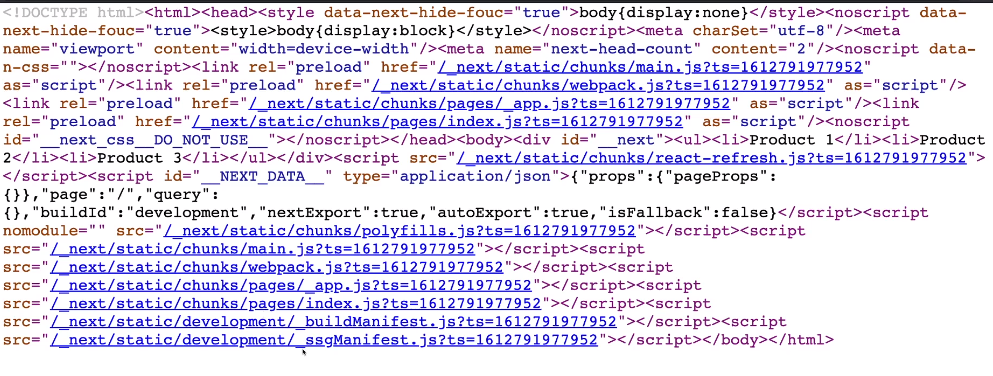 <!DOCTYPE html><html><head><style data-next-hide-fouc="true">body{display:none}</style><noscript data-
next-hide-fouc="true"><style>body{display:block}</style></noscript><meta charSet="utf-8"/><meta
name="viewport" content="width=device-width"/><meta name="next-head-count" content="2"/><noscript data-
n-css=""></noscript><link rel="preload" href="/_next/static/chunks/main.js?ts=1612791977952"
as="script"/><link rel="preload" href="/_next/static/chunks/webpack.js?ts=1612791977952" as="script"/>
<link rel="preload" href="/_next/static/chunks/pages/_app.js?ts=1612791977952" as="script"/><link
rel="preload" href="/_next/static/chunks/pages/index.js?ts=1612791977952" as="script"/><noscript
id="__next_css__DO_NOT_USE__"></noscript></head><body><div id="__next"><ul><li>Product 1</li><li>Product
2</li><li>Product 3</li></ul></div><script src="/_next/static/chunks/react-refresh.js?ts=1612791977952">
</script><script id="__NEXT_DATA__" type="application/json">{"props":{"pageProps":
{}},"page":"/","query":
{},"buildId":"development","nextExport":true,"autoExport":true,"isFallback":false}</script><script
nomodule="" src="/_next/static/chunks/polyfills.js?ts=1612791977952"></script><script
src="/_next/static/chunks/main.js?ts=1612791977952"></script><script
src="/_next/static/chunks/webpack.js?ts=1612791977952"></script><script
src="/_next/static/chunks/pages/_app.js?ts=1612791977952"></script><script
src="/_next/static/chunks/pages/index.js?ts=1612791977952"></script><script
src="/_next/static/development/_buildManifest.js?ts=1612791977952"></script><script
src="/_next/static/development/_ssgManifest.js?ts=1612791977952"></script></body></html>